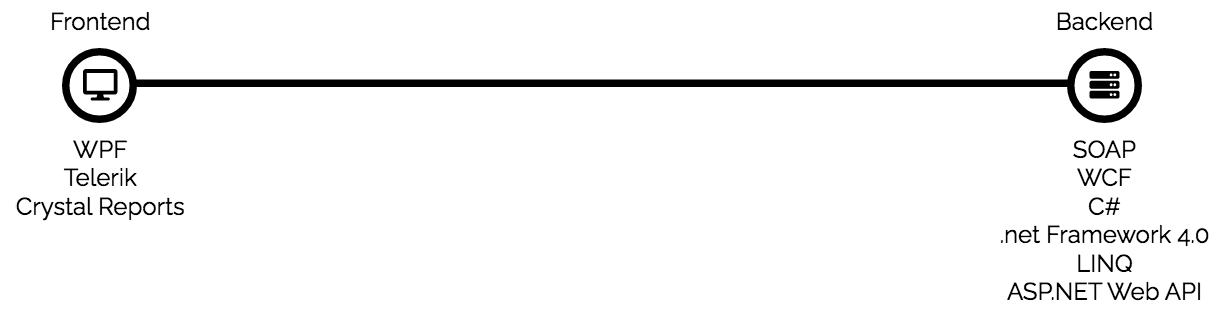 Frontend
WPF
Telerik
Crystal Reports
Backend
SOAP
WCF
C#
.net Framework 4.0
LINQ
ASP.NET Web API